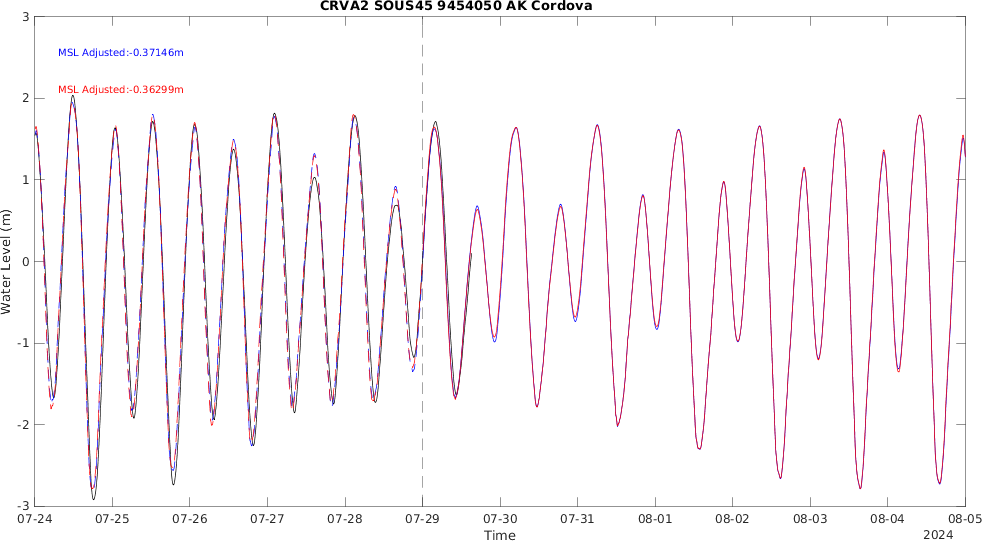 CRVA2 SOUS45 9454050 AK Cordova
MSL Adjusted:-0.37146m
MSL Adjusted:-0.36299m
Water Level (m)
3
2
1
0
-1
-2
-3
07-24 07-25 07-26 07-27 07-28 07-29 07-30 07-31 08-01 08-02 08-03 08-04 08-05
Time
2024